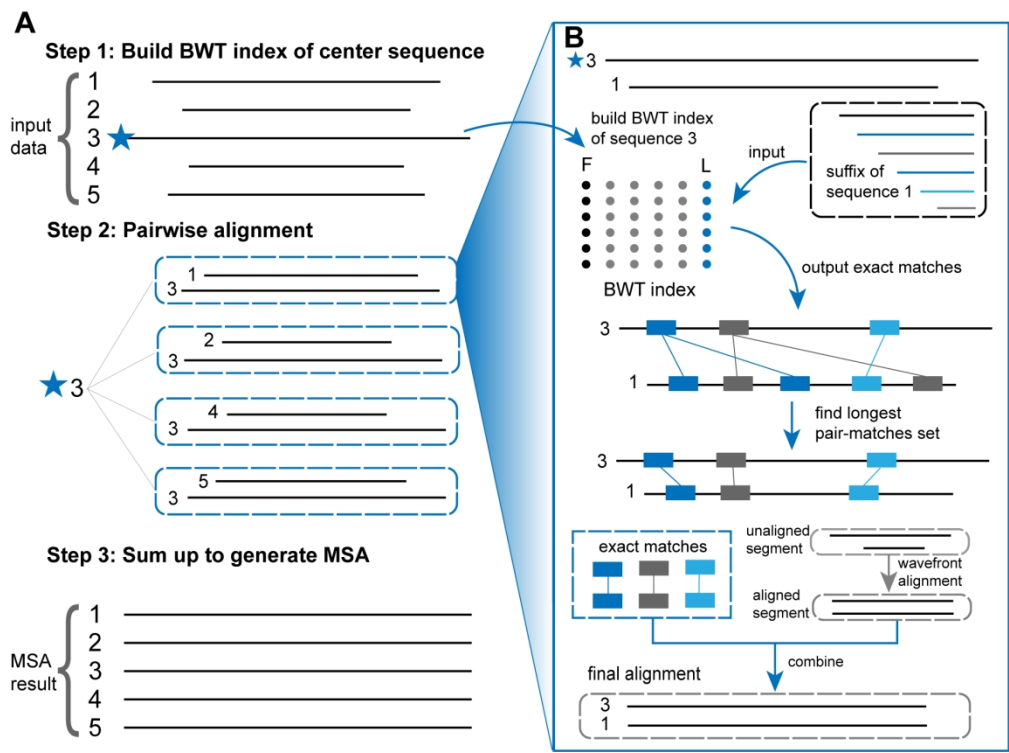 A
Step 1: Build BWT index of center sequence
input
data
1
2
3
4
5
Step 2: Pairwise alignment
3
1
3
2
3
4
3
5
3
Step 3: Sum up to generate MSA
MSA
result
1
2
3
4
5
B
3
1
build BWT index
of sequence 3
input
suffix of
sequence 1
F L
BWT index
output exact matches
3
1
find longest
pair-matches set
3
1
exact matches
unaligned
segment
wavefront
alignment
aligned
segment
combine
final alignment
3
1